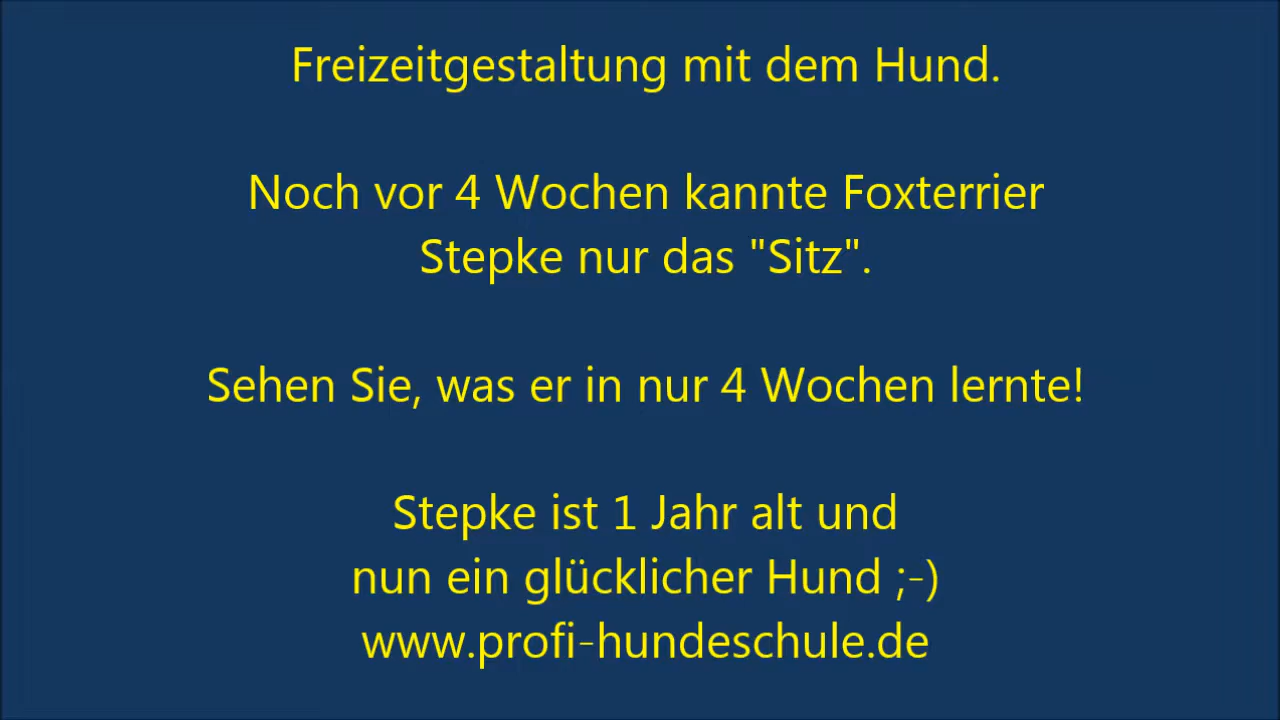 Freizeitgestaltung mit dem Hund.
Noch vor 4 Wochen kannte Foxterrier
Stepke nur das "Sitz".
Sehen Sie, was er in nur 4 Wochen lernte!
Stepke ist 1 Jahr alt und
nun ein glücklicher Hund ;-)
www.profi-hundeschule.de